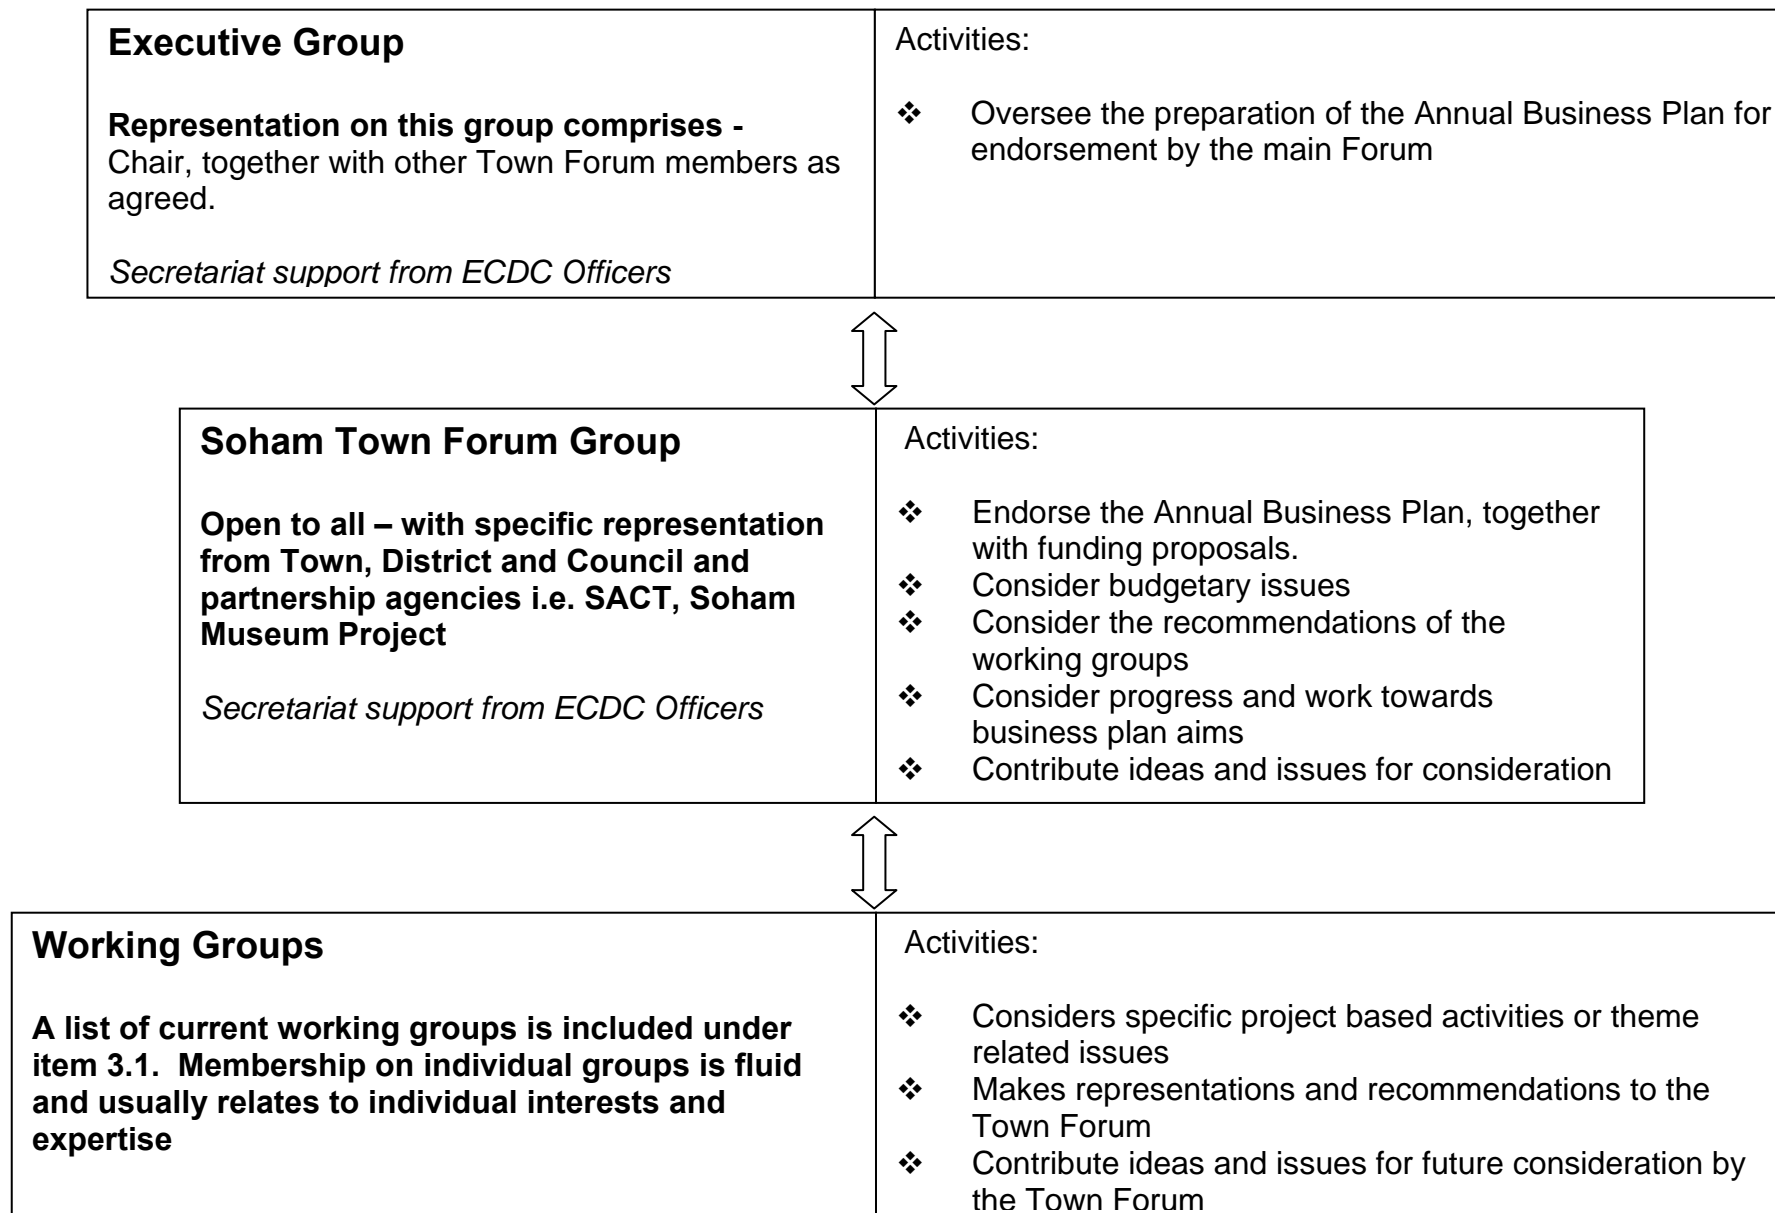 Executive Group
Representation on this group comprises -
Chair, together with other Town Forum members as
agreed.
Secretariat support from ECDC Officers
Activities:
❖ Oversee the preparation of the Annual Business Plan for
endorsement by the main Forum
Soham Town Forum Group
Open to all – with specific representation
from Town, District and Council and
partnership agencies i.e. SACT, Soham
Museum Project
Secretariat support from ECDC Officers
Activities:
❖ Endorse the Annual Business Plan, together
with funding proposals.
❖ Consider budgetary issues
❖ Consider the recommendations of the
working groups
❖ Consider progress and work towards
business plan aims
❖ Contribute ideas and issues for consideration
Working Groups
A list of current working groups is included under
item 3.1.  Membership on individual groups is fluid
and usually relates to individual interests and
expertise
Activities:
❖ Considers specific project based activities or theme
related issues
❖ Makes representations and recommendations to the
Town Forum
❖ Contribute ideas and issues for future consideration by
the Town Forum